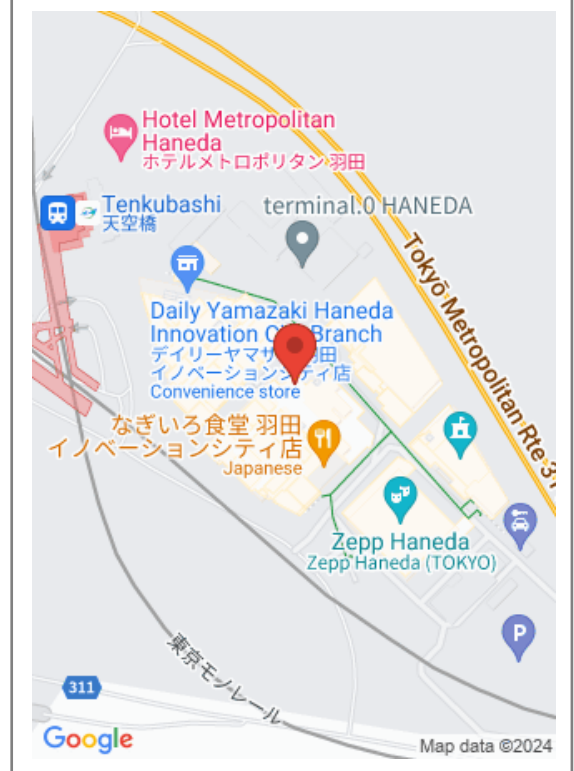 Hotel Metropolitan
Haneda
ホテルメトロポリタン 羽田
Tenkubashi
天空橋
terminal.0 HANEDA
Daily Yamazaki Haneda
Innovation Branch
デイリーヤマザ 羽田
イノベーションシティ店
Convenience store
Tokyō Metropolitan Rte 31
なぎいろ食堂 羽田
イノベーションシティ店
Japanese
Zepp Haneda
Zepp Haneda (TOKYO)
P
東京モノレール
311
Google
Map data ©2024